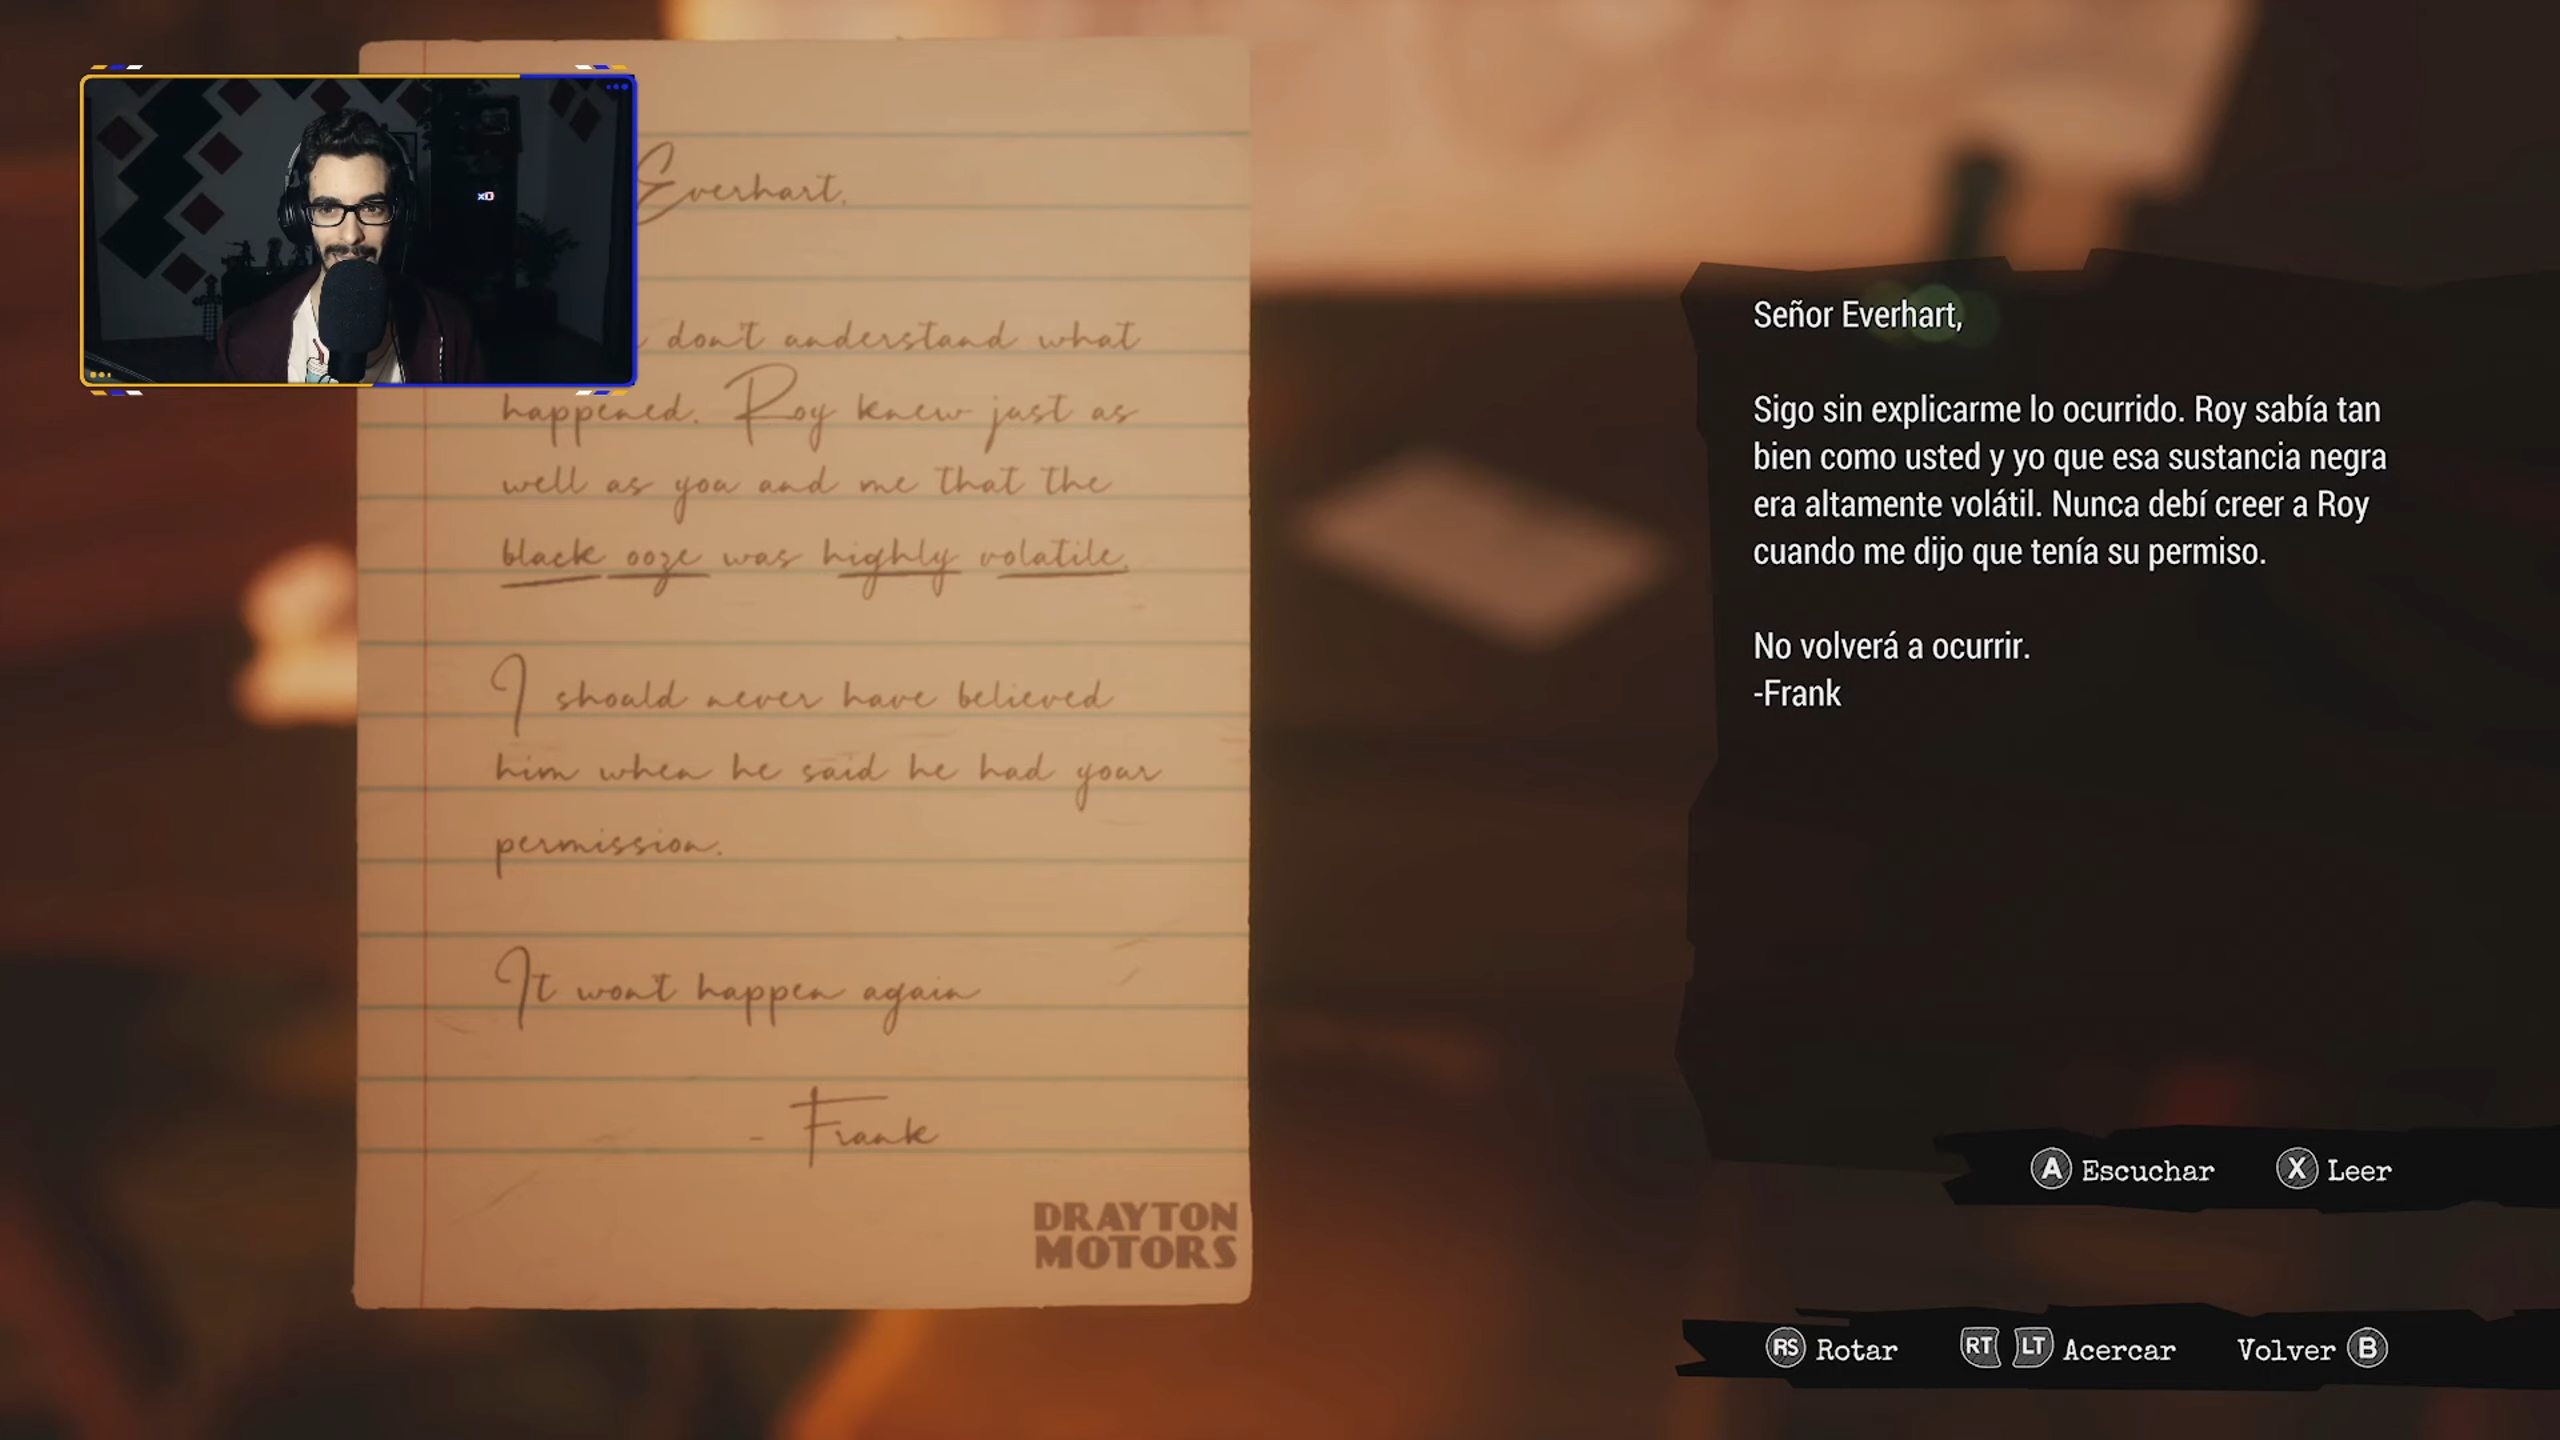 xD
Everhart,
don't understand what
happened. Roy knew just as
well as you and me that the
black ooze was highly volatile.
I should never have believed
him when he said he had your
permission.
It won't happen again
- Frank
DRAYTON
MOTORS
Señor Everhart,
Sigo sin explicarme lo ocurrido. Roy sabía tan
bien como usted y yo que esa sustancia negra
era altamente volátil. Nunca debí creer a Roy
cuando me dijo que tenía su permiso.
No volverá a ocurrir.
-Frank
A Escuchar X Leer
RS Rotar RT LT Acercar Volver B